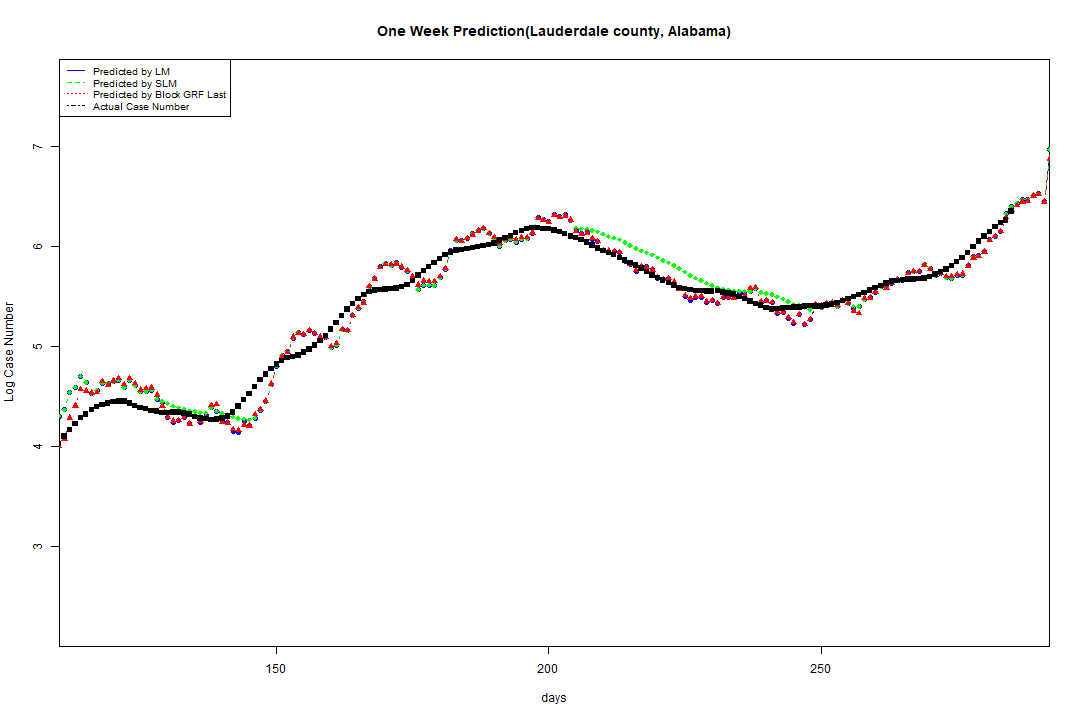 One Week Prediction(Lauderdale county, Alabama)
Predicted by LM
Predicted by SLM
Predicted by Block GRF Last
Actual Case Number
7
6
5
4
3
Log Case Number
150
200
250
days